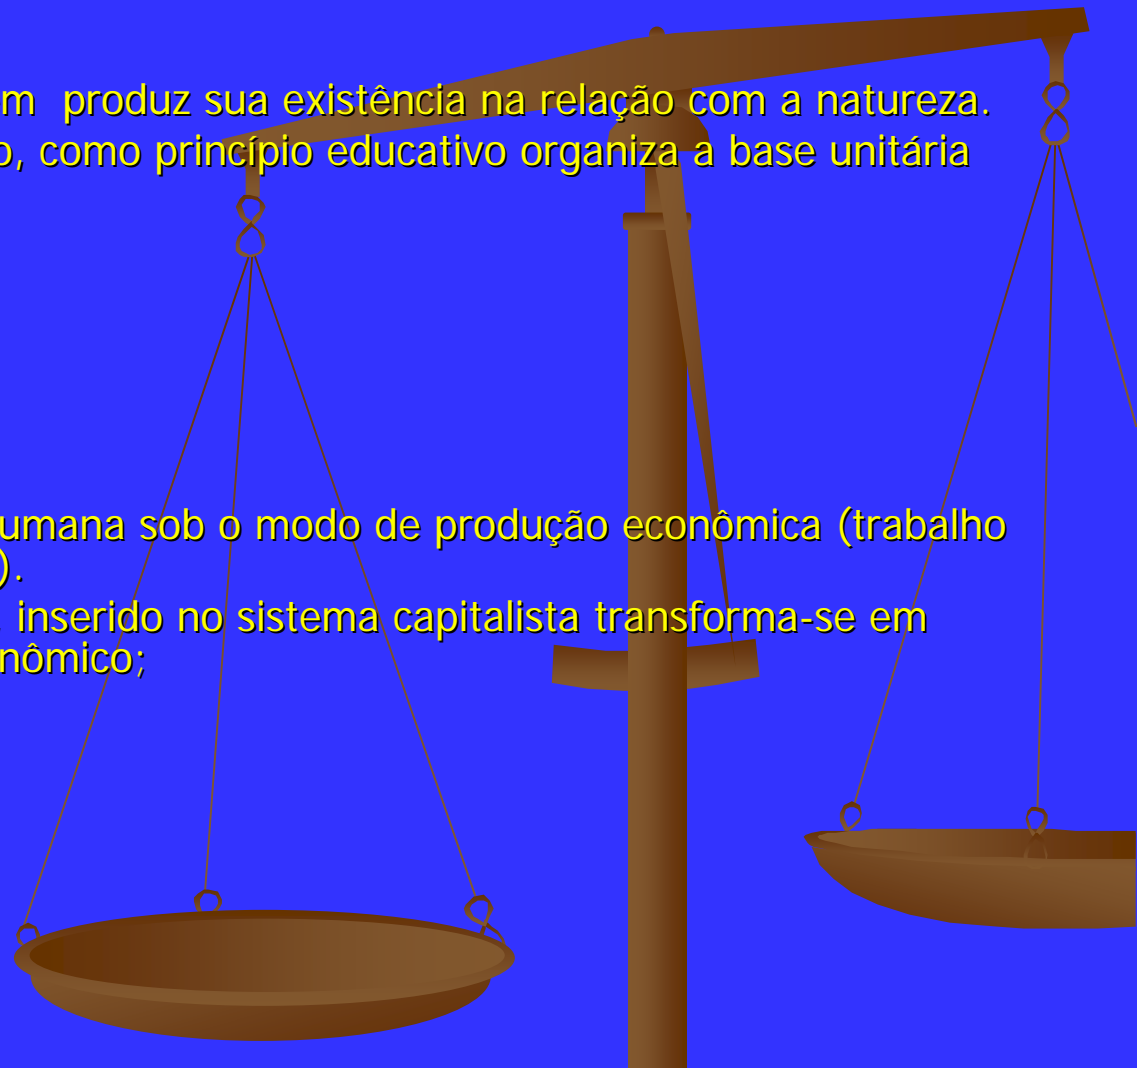 m produz sua existência na relação com a natureza.
o, como princípio educativo organiza a base unitária
umana sob o modo de produção econômica (trabalho
).
inserido no sistema capitalista transforma-se em
nômico;